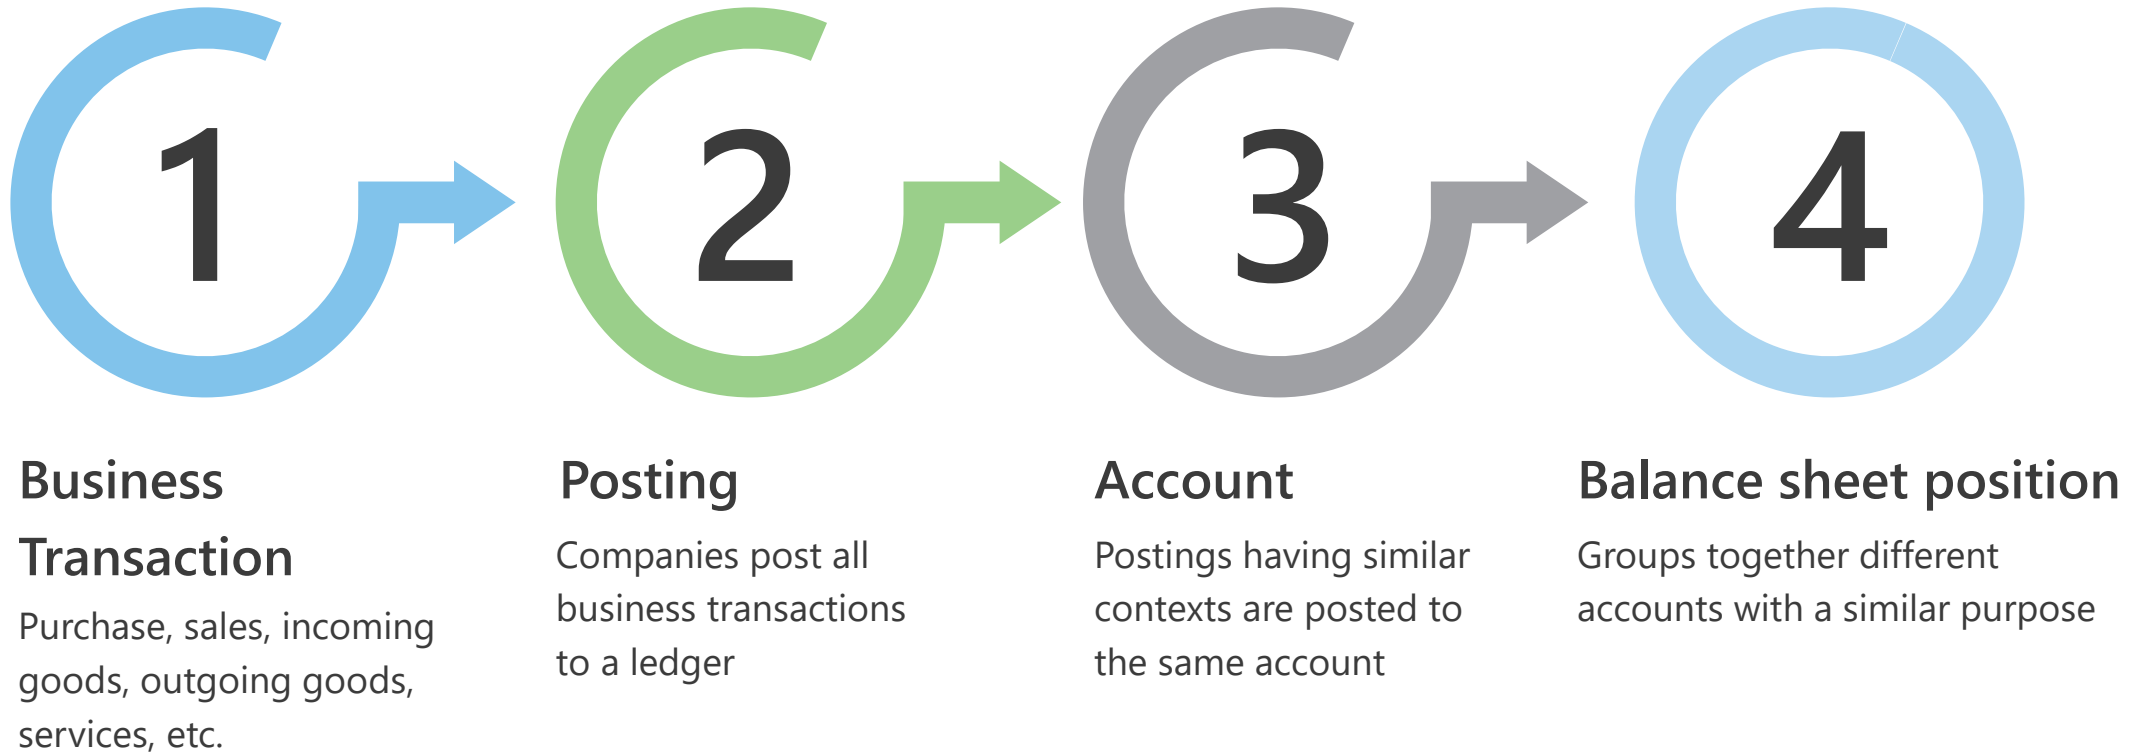 1
Business
Transaction
Purchase, sales, incoming
goods, outgoing goods,
services, etc.
2
Posting
Companies post all
business transactions
to a ledger
3
Account
Postings having similar
contexts are posted to
the same account
4
Balance sheet position
Groups together different
accounts with a similar purpose